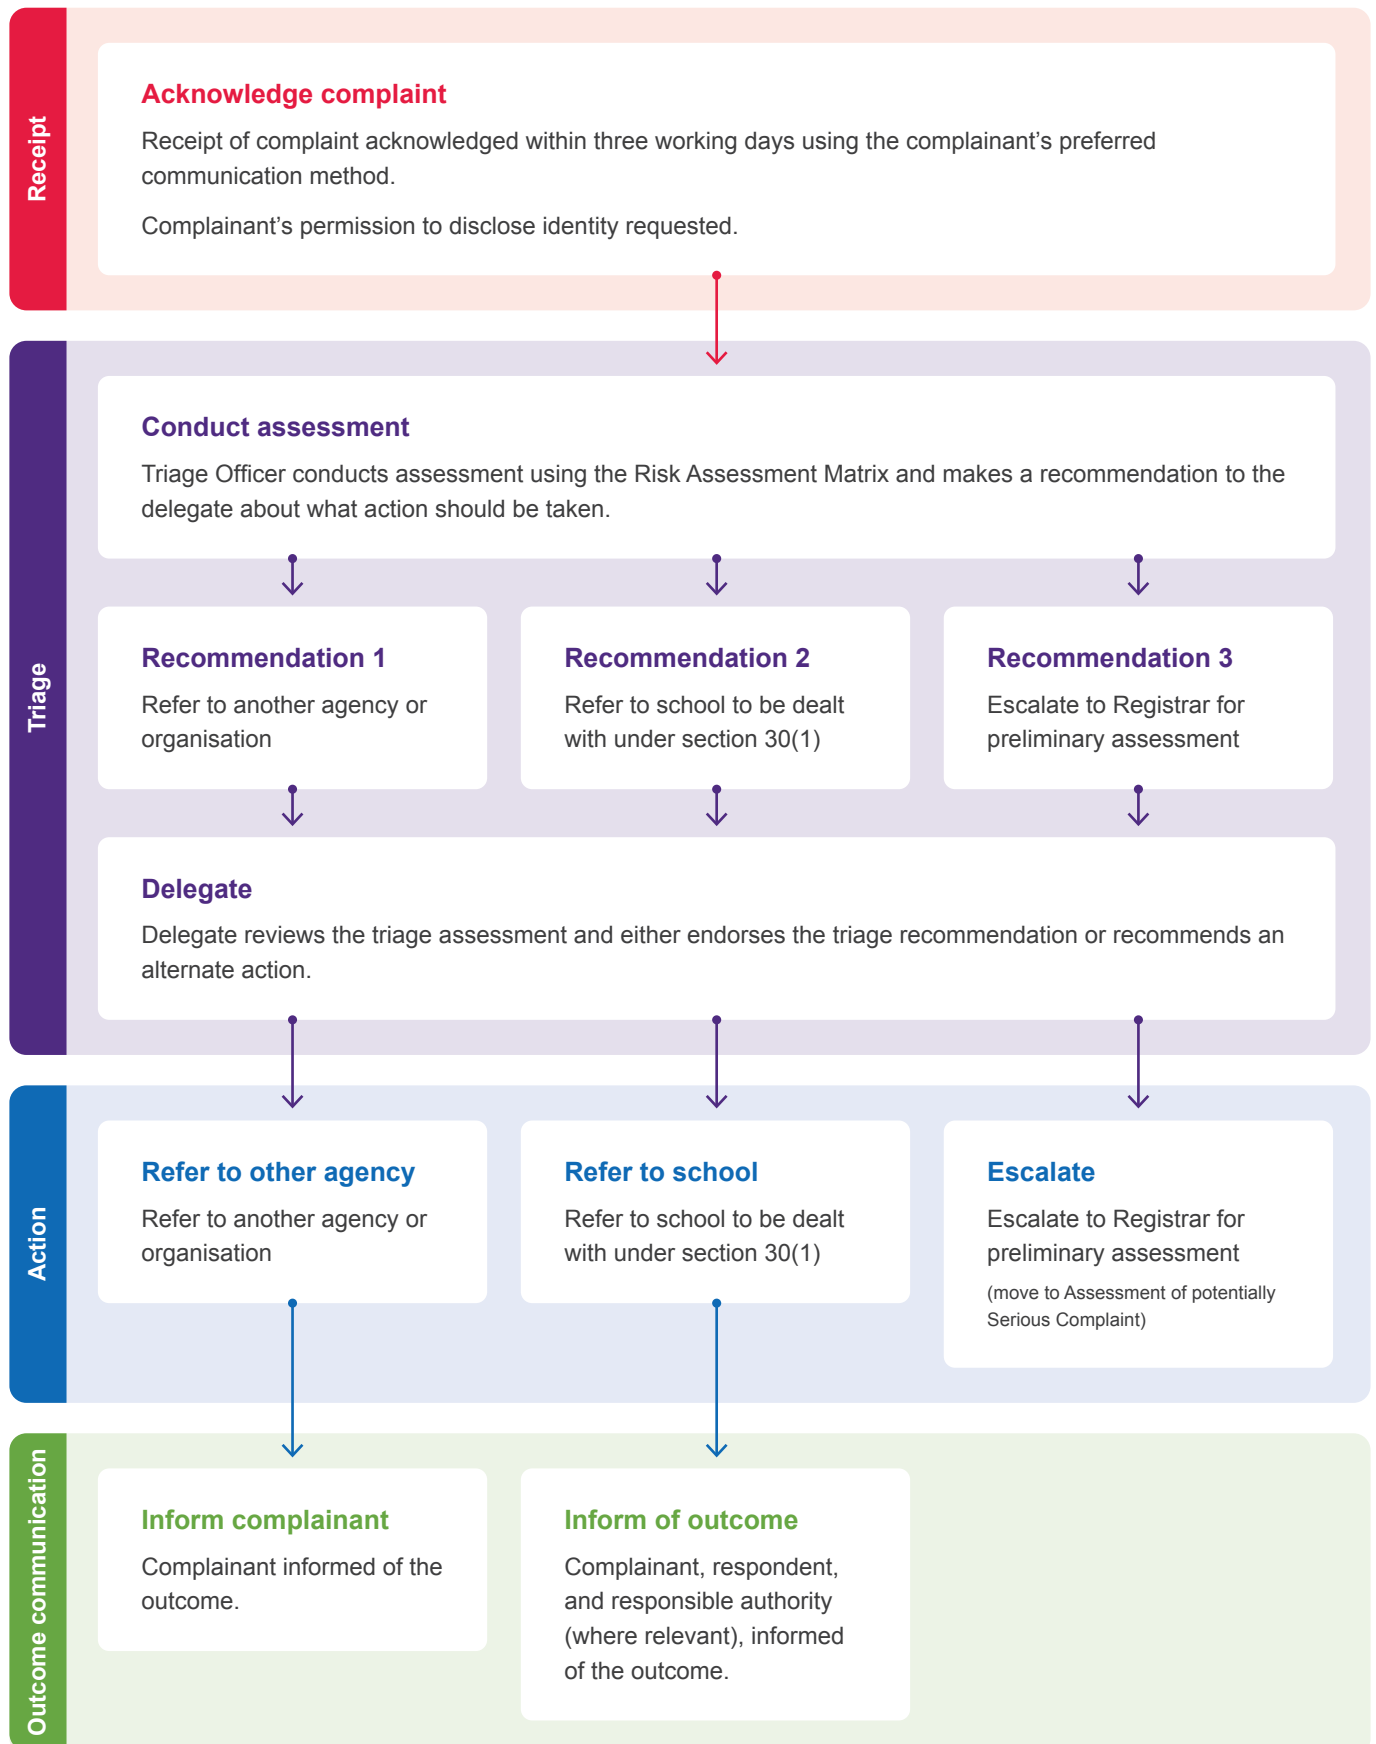 Receipt
Acknowledge complaint
Receipt of complaint acknowledged within three working days using the complainant’s preferred
communication method.
Complainant’s permission to disclose identity requested.
Triage
Conduct assessment
Triage Officer conducts assessment using the Risk Assessment Matrix and makes a recommendation to the
delegate about what action should be taken.
Recommendation 1
Refer to another agency or
organisation
Recommendation 2
Refer to school to be dealt
with under section 30(1)
Recommendation 3
Escalate to Registrar for
preliminary assessment
Delegate
Delegate reviews the triage assessment and either endorses the triage recommendation or recommends an
alternate action.
Action
Refer to other agency
Refer to another agency or
organisation
Refer to school
Refer to school to be dealt
with under section 30(1)
Escalate
Escalate to Registrar for
preliminary assessment
(move to Assessment of potentially
Serious Complaint)
Outcome communication
Inform complainant
Complainant informed of the
outcome.
Inform of outcome
Complainant, respondent,
and responsible authority
(where relevant), informed
of the outcome.